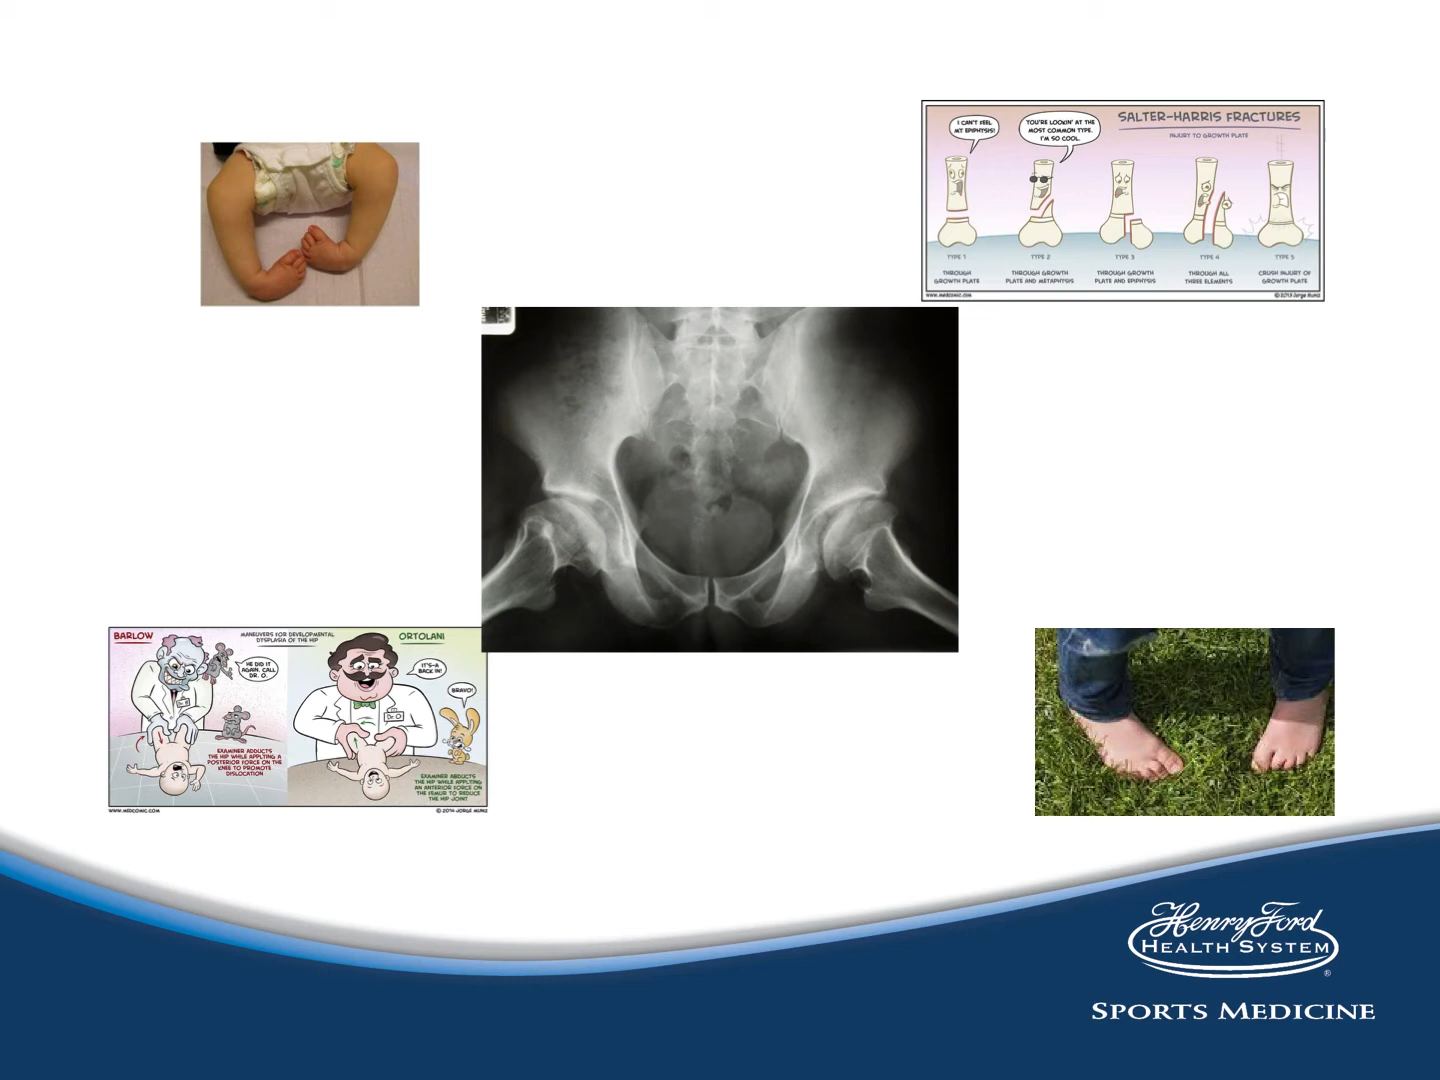 SALTER-HARRIS FRACTURES
INJURY TO GROWTH PLATE
I CAN'T FEEL
MY EPIPHYSIS!
YOU'RE LOOKIN' AT THE
MOST COMMON TYPE.
I'M SO COOL.
TYPE 1
THROUGH
GROWTH PLATE
TYPE 2
THROUGH GROWTH
PLATE AND METAPHYSIS
TYPE 3
THROUGH GROWTH
PLATE AND EPIPHYSIS
TYPE 4
THROUGH ALL
THREE ELEMENTS
TYPE 5
CRUSH INJURY OF
GROWTH PLATE
WWW.MEDCOMIC.COM
© 2013 Jorge Muniz
BARLOW
MANEUVERS FOR DEVELOPMENTAL
DYSPLASIA OF THE HIP
ORTOLANI
HE DID IT
AGAIN. CALL
DR. O.
IT'S-A
BACK IN!
BRAVO!
Dr O
EXAMINER ADDUCTS
THE HIP WHILE APPLYING A
POSTERIOR FORCE ON THE
KNEE TO PROMOTE
DISLOCATION
EXAMINER ABDUCTS
THE HIP WHILE APPLYING
AN ANTERIOR FORCE ON
THE FEMUR TO REDUCE
THE HIP JOINT
WWW.MEDCOMIC.COM
© 2014 JORGE MUNIZ
Henry Ford
HEALTH SYSTEM
®
SPORTS MEDICINE